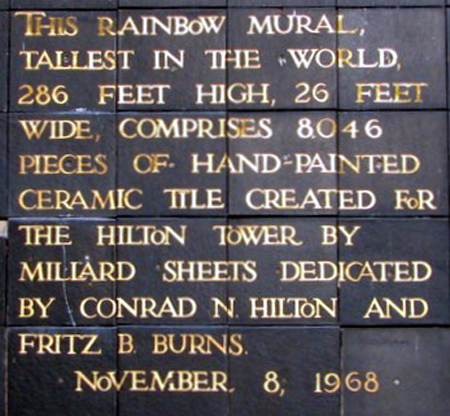 THIS RAINBOW MURAL,
TALLEST IN THE WORLD,
286 FEET HIGH, 26 FEET
WIDE, COMPRISES 8,046
PIECES OF HAND-PAINTED
CERAMIC TILE CREATED FOR
THE HILTON TOWER BY
MILLARD SHEETS DEDICATED
BY CONRAD N. HILTON AND
FRITZ B. BURNS.
NOVEMBER 8, 1968